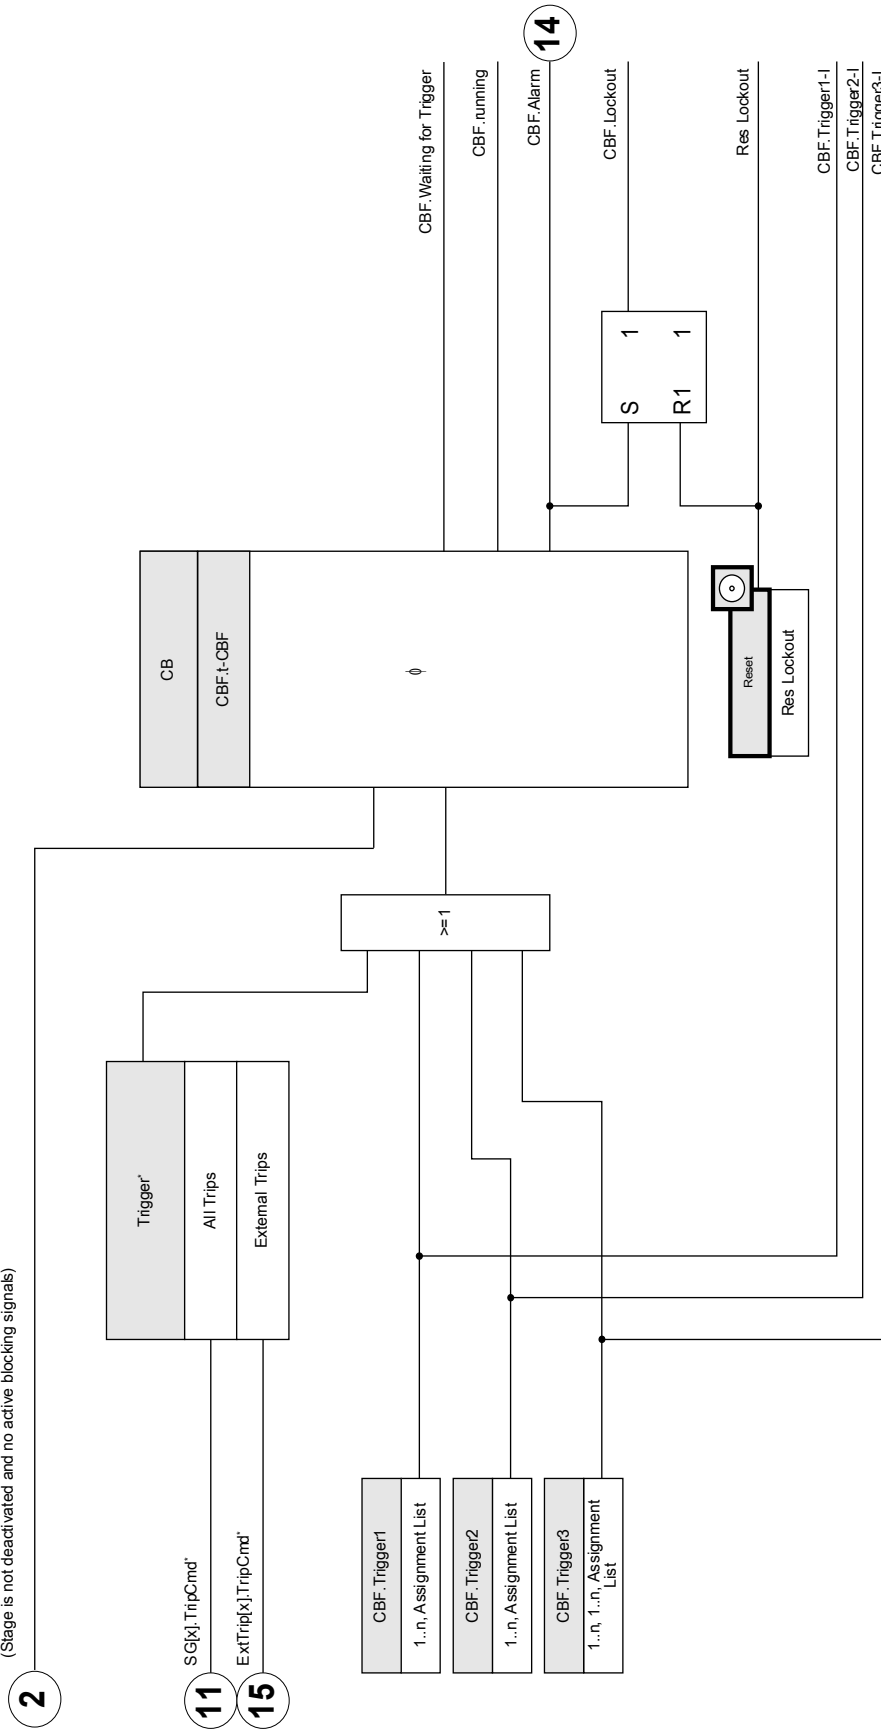 (Stage is not deactivated and no active blocking signals)
2
CB
CBF.t-CBF
φ
Trigger*
All Trips
External Trips
SG[x].TripCmd*
11
ExtTrip[x].TripCmd*
15
>=1
CBF.Trigger1
1..n, Assignment List
CBF.Trigger2
1..n, Assignment List
CBF.Trigger3
1..n, 1..n, Assignment
List
CBF.Waiting for Trigger
CBF.running
CBF.Alarm
14
CBF.Lockout
S
1
R1
1
Res Lockout
Reset
Res Lockout
CBF.Trigger1-I
CBF.Trigger2-I
CBF.Trigger3-I